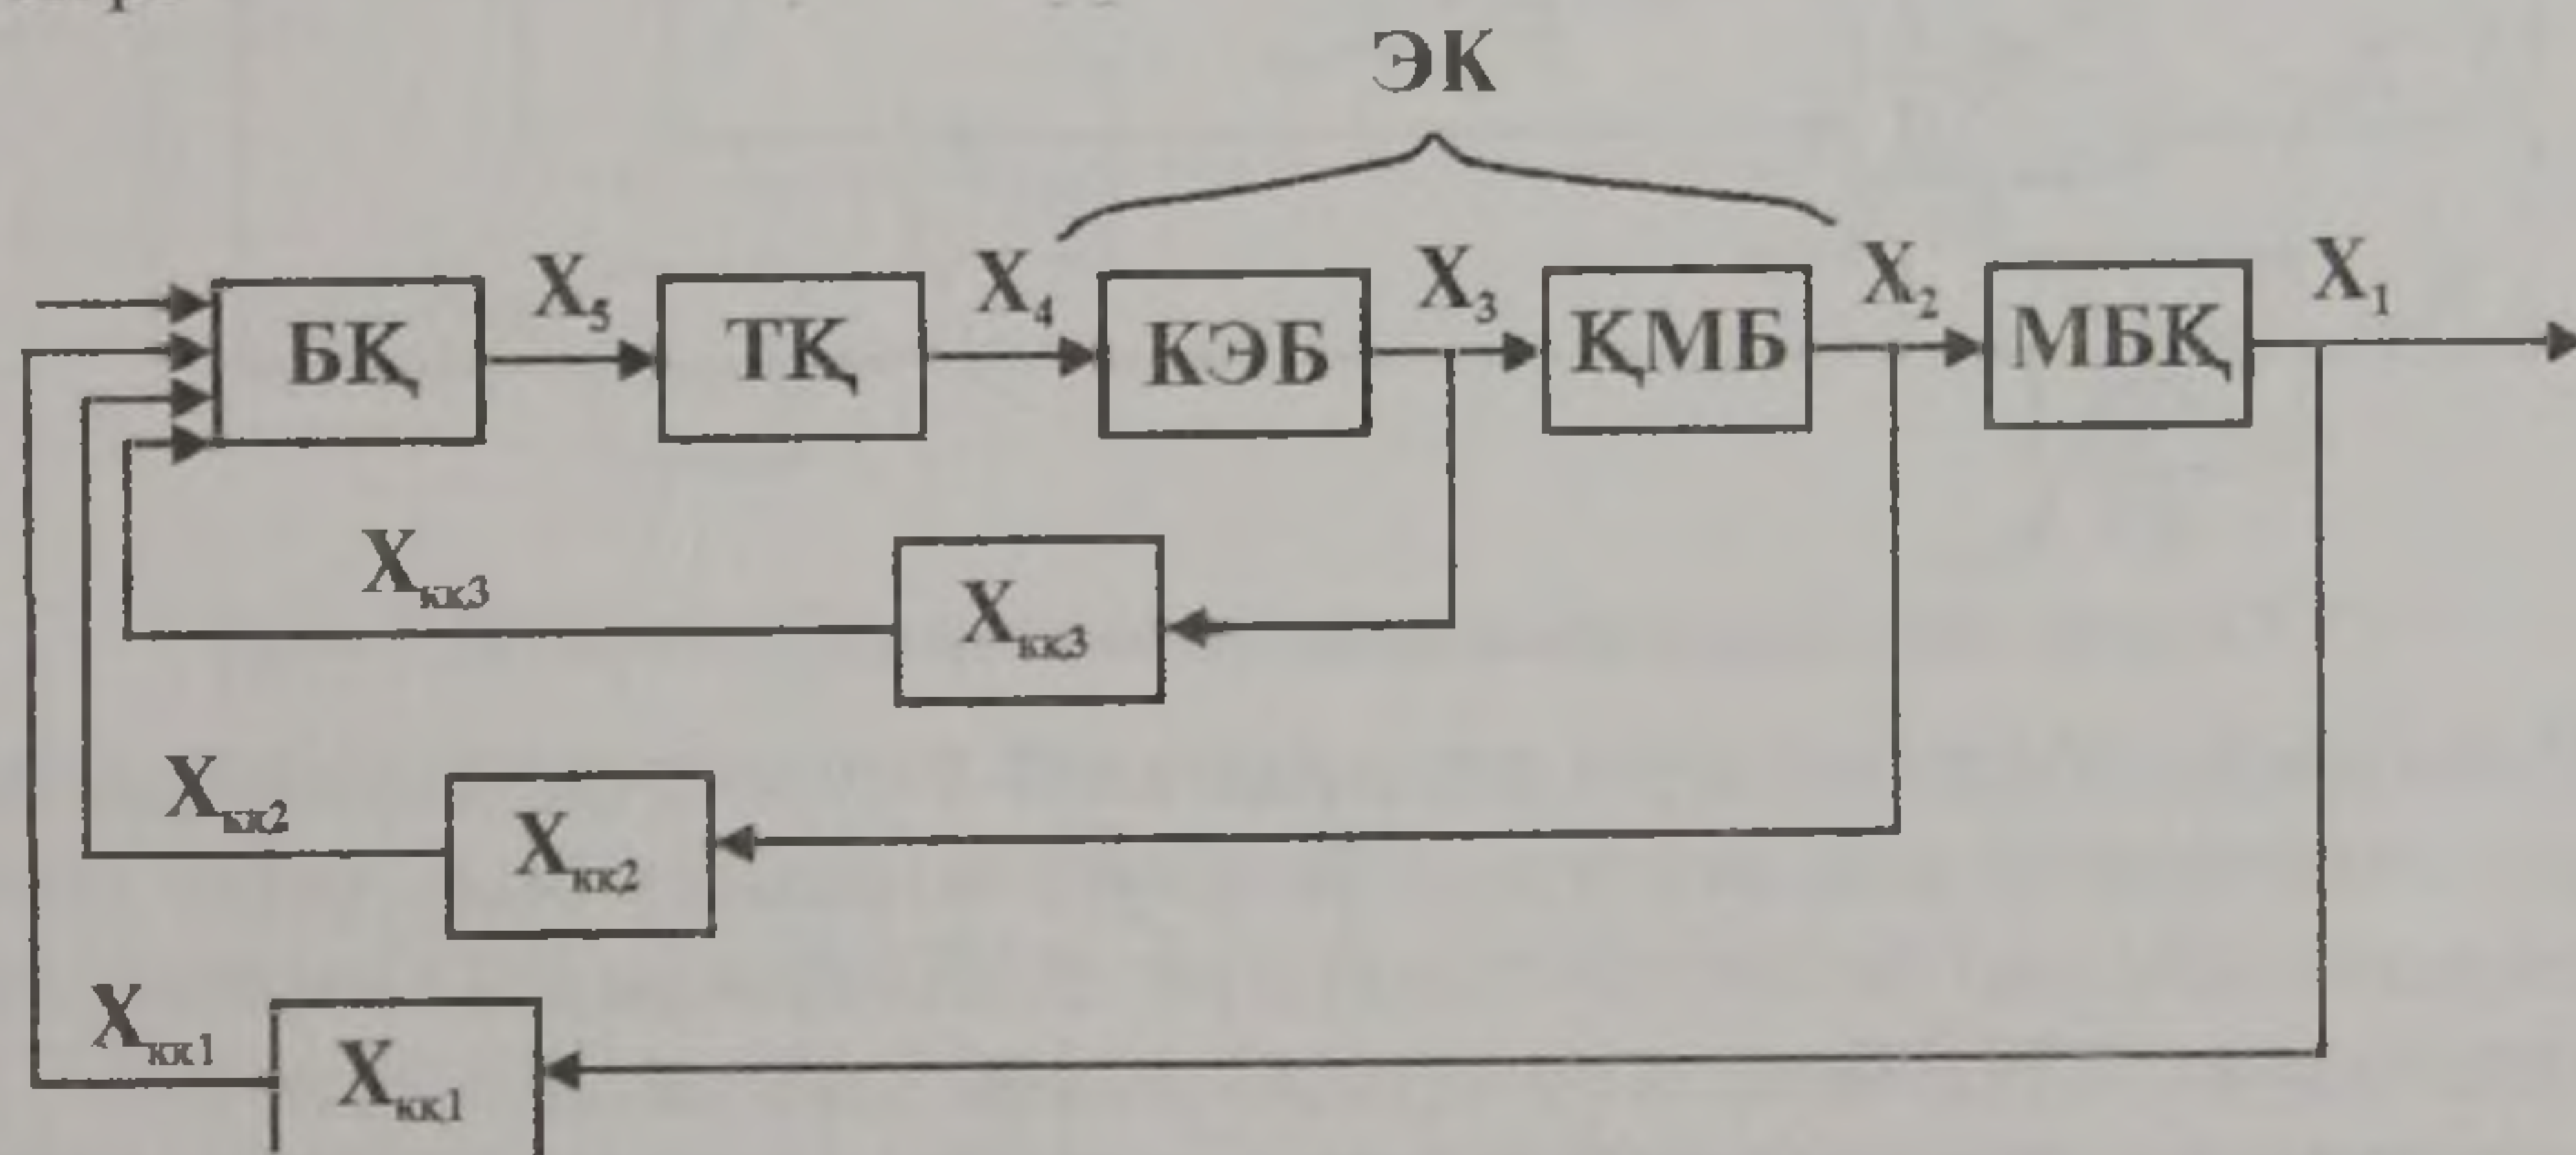 ЭК
X₅ X₄ X₃ X₂ X₁
БҚ ТҚ КЭБ ҚМБ МБҚ
Xкк3
Xкк3
Xкк2
Xкк2
Xкк1
Xкк1